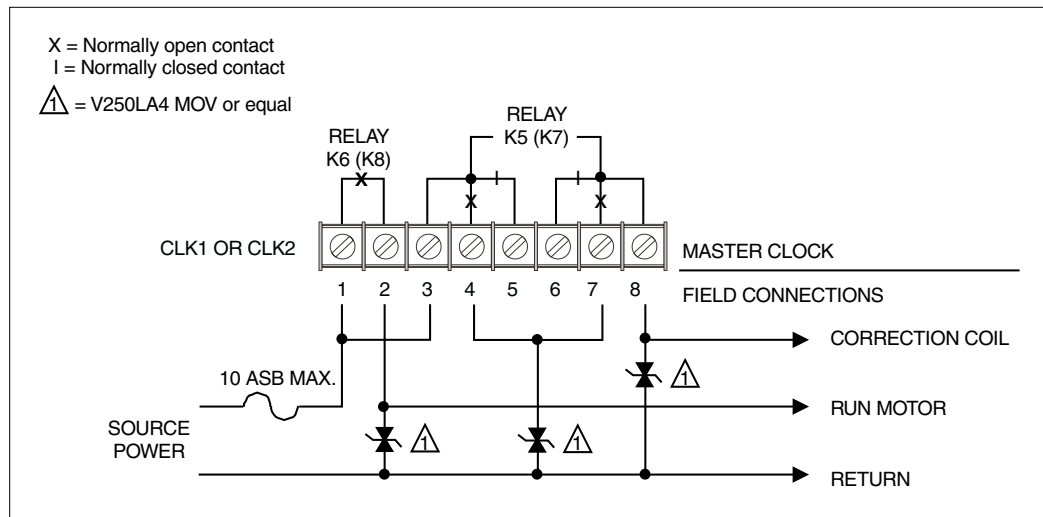 X = Normally open contact
I = Normally closed contact
1 = V250LA4 MOV or equal
RELAY
K6 (K8)
RELAY
K5 (K7)
X
X
X
CLK1 OR CLK2
MASTER CLOCK
1 2 3 4 5 6 7 8
FIELD CONNECTIONS
CORRECTION COIL
1
10 ASB MAX.
RUN MOTOR
SOURCE
POWER
1
1
RETURN